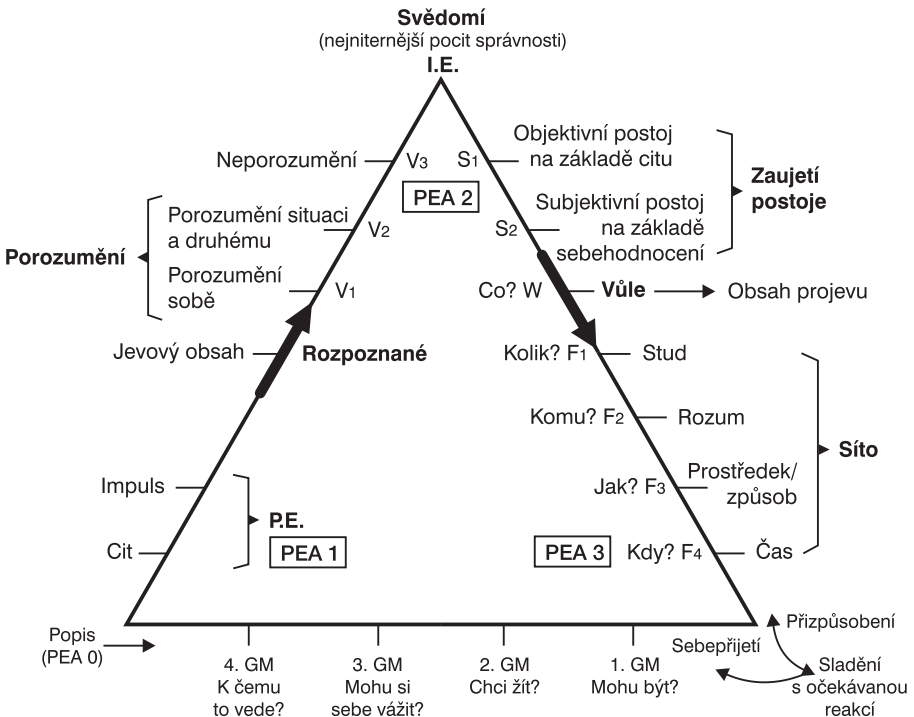 Svědomí
(nejniternější pocit správnosti)
I.E.
Neporozumění
V3
S1
Objektivní postoj
na základě citu
Zaujetí
postoje
PEA 2
Porozumění
Porozumění situaci
a druhému
V2
S2
Subjektivní postoj
na základě
sebehodnocení
Porozumění
sobě
V1
Co? W
Vůle
Obsah projevu
Jevový obsah
Rozpoznané
Kolik? F1
Stud
Komu? F2
Rozum
Síto
Impuls
Jak? F3
Prostředek/
způsob
P.E.
Cit
PEA 1
PEA 3
Kdy? F4
Čas
Popis
(PEA 0)
4. GM
K čemu
to vede?
3. GM
Mohu si
sebe vážit?
2. GM
Chci žít?
1. GM
Mohu být?
Sebepřijetí
Přizpůsobení
Sladění
s očekávanou
reakcí